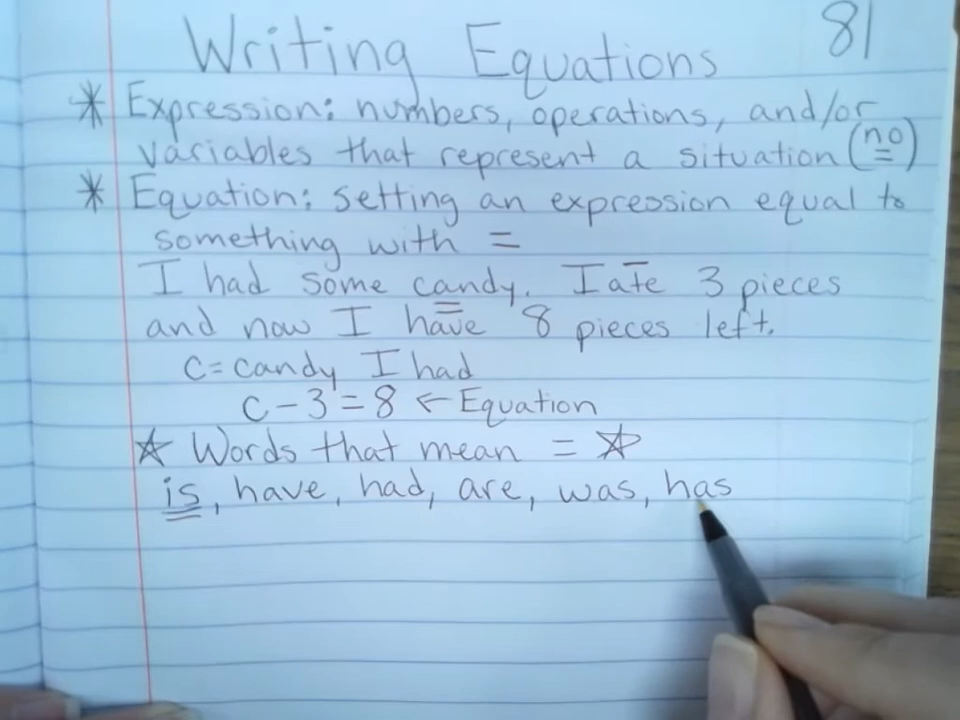 Writing Equations 81
* Expression: numbers, operations, and/or
variables that represent a situation (no =)
* Equation: setting an expression equal to
something with =
I had some candy. I ate 3 pieces
and now I have 8 pieces left.
c = candy I had
c - 3 = 8 ← Equation
☆ Words that mean = ☆
is, have, had, are, was, has